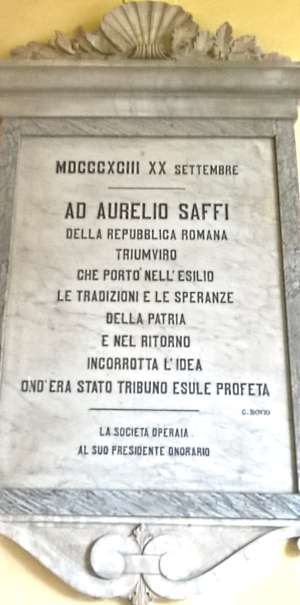 MDCCCXCIII XX SETTEMBRE
AD AURELIO SAFFI
DELLA REPUBBLICA ROMANA
TRIUMVIRO
CHE PORTO' NELL'ESILIO
LE TRADIZIONI E LE SPERANZE
DELLA PATRIA
E NEL RITORNO
INCORROTTA L'IDEA
OND'ERA STATO TRIBUNO ESULE PROFETA
G. BOVIO
LA SOCIETÀ OPERAIA
AL SUO PRESIDENTE ONORARIO